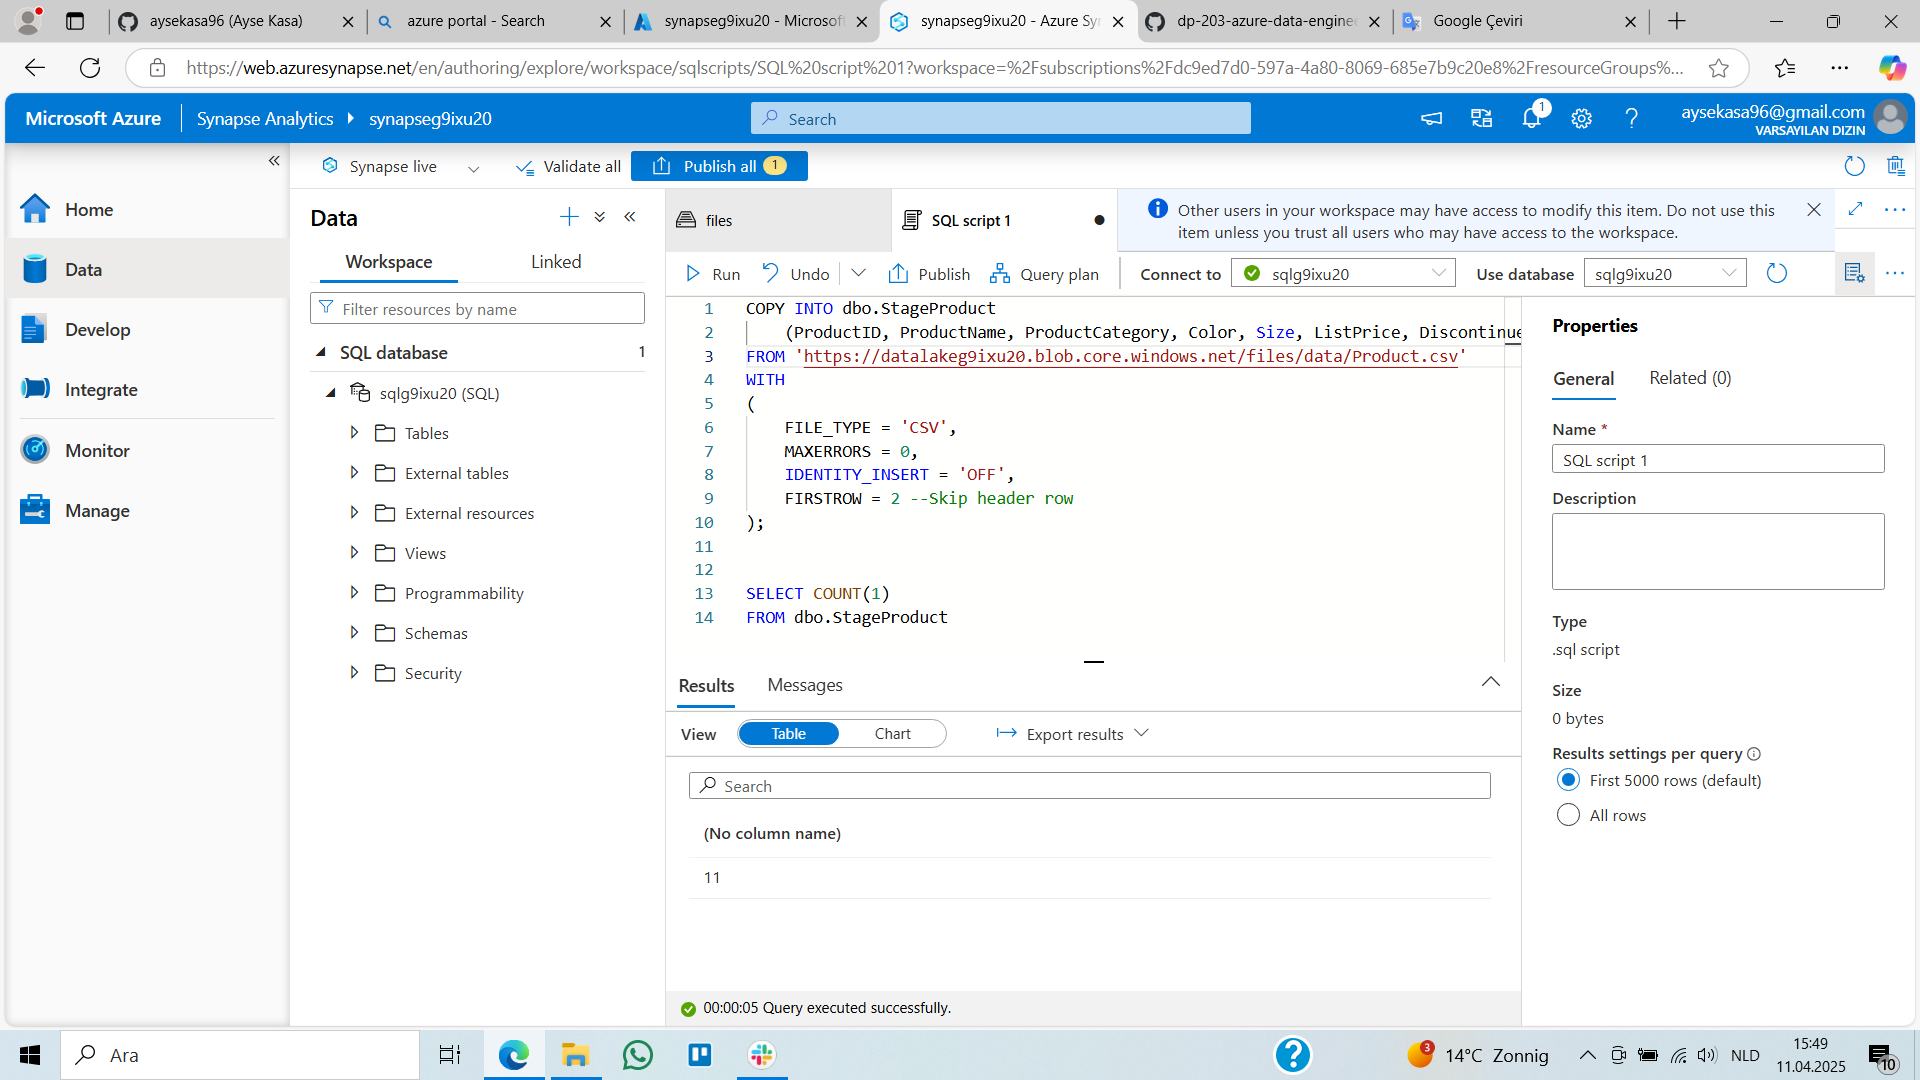 aysekasa96 (Ayse Kasa)
azure portal - Search
synapseg9ixu20 - Microsoft
synapseg9ixu20 - Azure Syn
dp-203-azure-data-engineer
Google Çeviri
https://web.azuresynapse.net/en/authoring/explore/workspace/sqlscripts/SQL%20script%201?workspace=%2Fsubscriptions%2Fdc9ed7d0-597a-4a80-8069-685e7b9c20e8%2FresourceGroups%...
Microsoft Azure
Synapse Analytics
synapseg9ixu20
Search
1
aysekasa96@gmail.com
VARSAYILAN DIZIN
Synapse live
Validate all
Publish all 1
Home
Data
Develop
Integrate
Monitor
Manage
Data
Workspace
Linked
Filter resources by name
SQL database 1
sqlg9ixu20 (SQL)
Tables
External tables
External resources
Views
Programmability
Schemas
Security
files
SQL script 1
Other users in your workspace may have access to modify this item. Do not use this
item unless you trust all users who may have access to the workspace.
Run
Undo
Publish
Query plan
Connect to
sqlg9ixu20
Use database
sqlg9ixu20
1 COPY INTO dbo.StageProduct
2 (ProductID, ProductName, ProductCategory, Color, Size, ListPrice, Discontinue
3 FROM 'https://datalakeg9ixu20.blob.core.windows.net/files/data/Product.csv'
4 WITH
5 (
6 FILE_TYPE = 'CSV',
7 MAXERRORS = 0,
8 IDENTITY_INSERT = 'OFF',
9 FIRSTROW = 2 --Skip header row
10 );
11
12
13 SELECT COUNT(1)
14 FROM dbo.StageProduct
Results
Messages
View
Table
Chart
Export results
Search
(No column name)
11
00:00:05 Query executed successfully.
Properties
General
Related (0)
Name *
SQL script 1
Description
Type
.sql script
Size
0 bytes
Results settings per query
First 5000 rows (default)
All rows
Ara
3
14°C Zonnig
NLD
15:49
11.04.2025
10